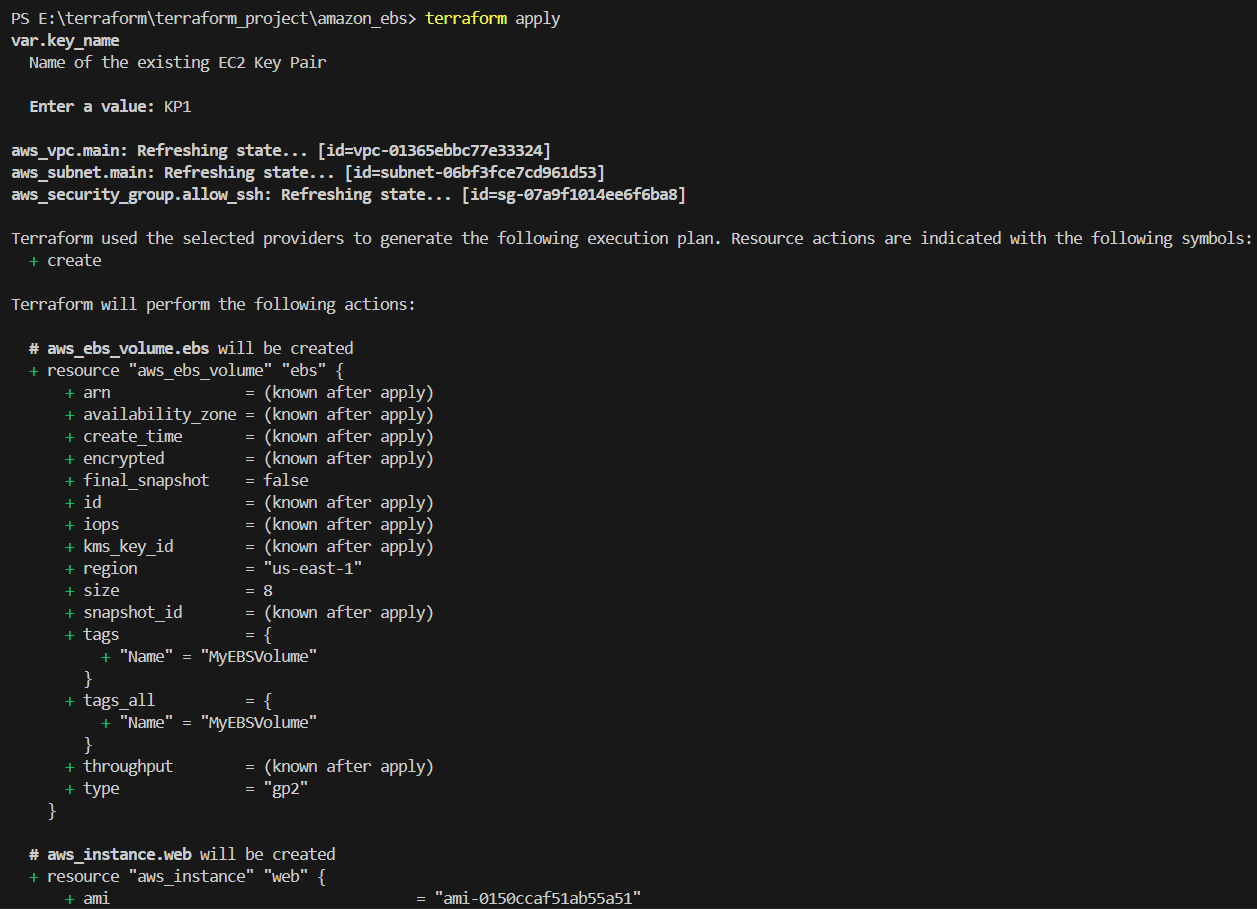 PS E:\terraform\terraform_project\amazon_ebs> terraform apply
var.key_name
  Name of the existing EC2 Key Pair

  Enter a value: KP1

aws_vpc.main: Refreshing state... [id=vpc-01365ebbc77e33324]
aws_subnet.main: Refreshing state... [id=subnet-06bf3fce7cd961d53]
aws_security_group.allow_ssh: Refreshing state... [id=sg-07a9f1014ee6f6ba8]

Terraform used the selected providers to generate the following execution plan. Resource actions are indicated with the following symbols:
  + create

Terraform will perform the following actions:

  # aws_ebs_volume.ebs will be created
  + resource "aws_ebs_volume" "ebs" {
      + arn               = (known after apply)
      + availability_zone = (known after apply)
      + create_time       = (known after apply)
      + encrypted         = (known after apply)
      + final_snapshot    = false
      + id                = (known after apply)
      + iops              = (known after apply)
      + kms_key_id        = (known after apply)
      + region            = "us-east-1"
      + size              = 8
      + snapshot_id       = (known after apply)
      + tags              = {
          + "Name" = "MyEBSVolume"
        }
      + tags_all          = {
          + "Name" = "MyEBSVolume"
        }
      + throughput        = (known after apply)
      + type              = "gp2"
    }

  # aws_instance.web will be created
  + resource "aws_instance" "web" {
      + ami                                  = "ami-0150ccaf51ab55a51"